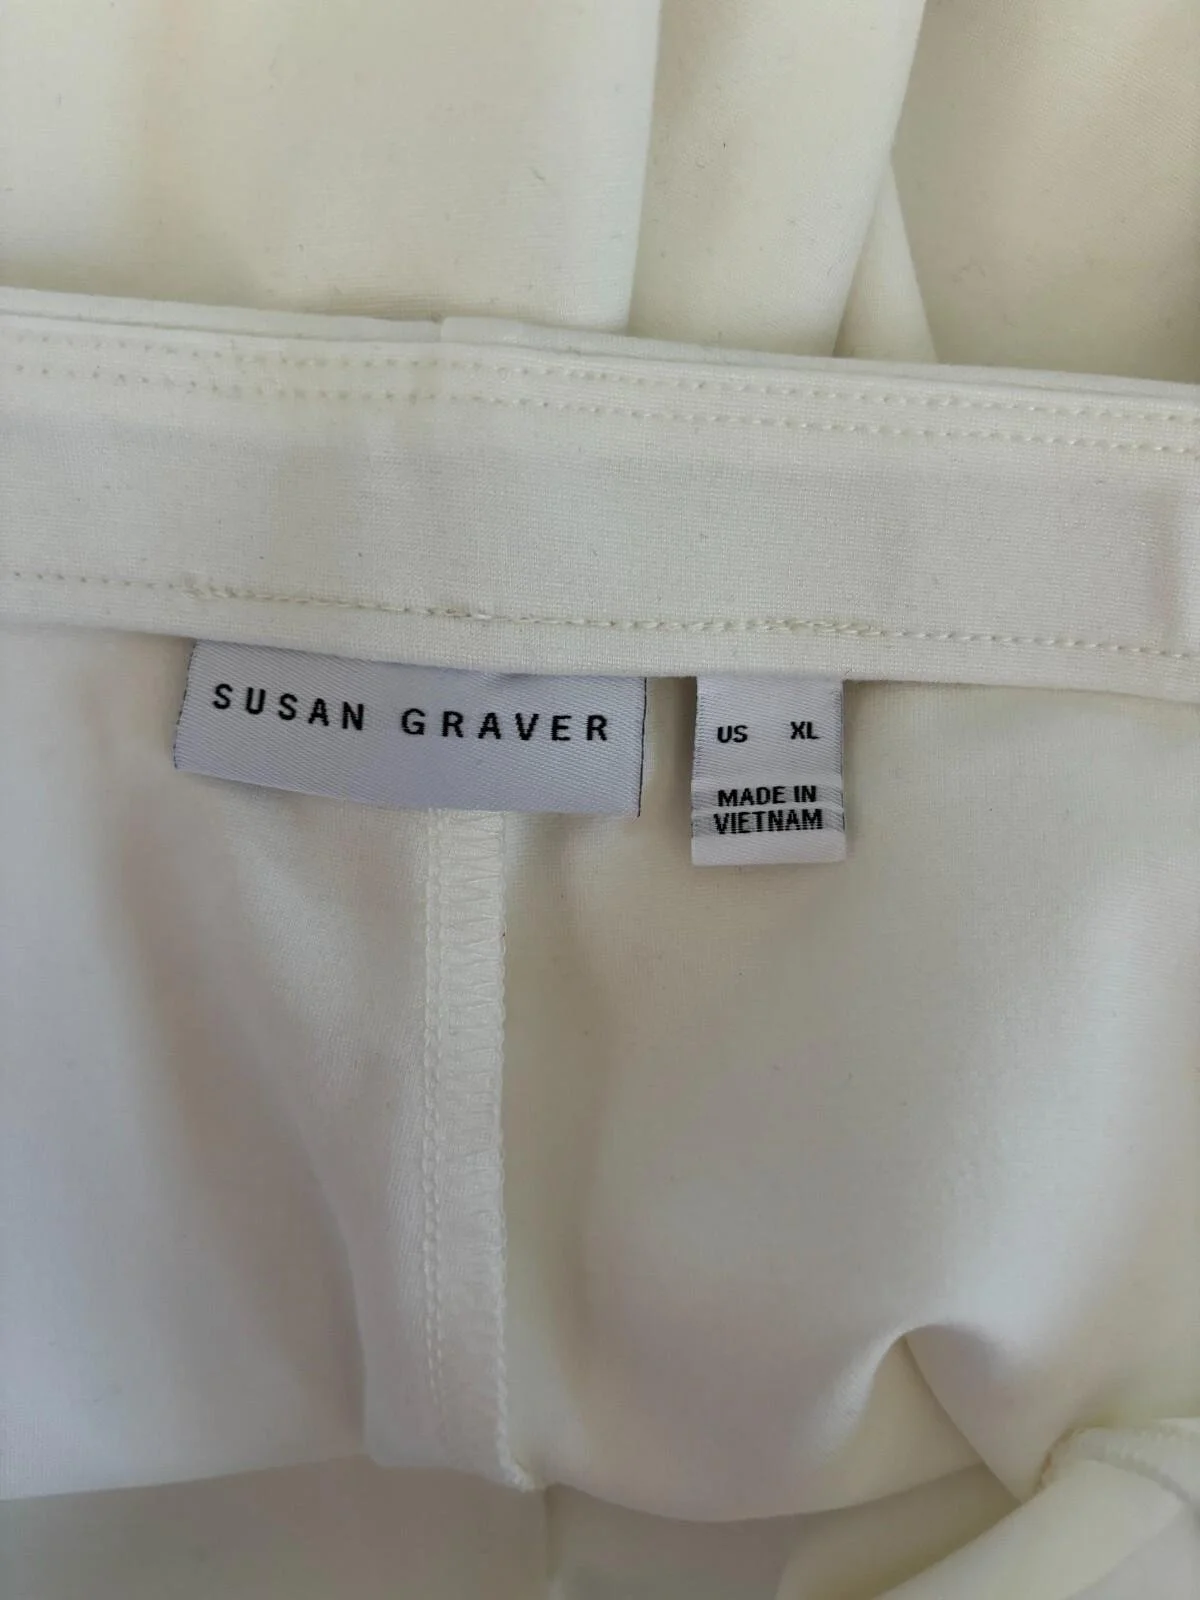 SUSAN GRAVER
US XL
MADE IN
VIETNAM